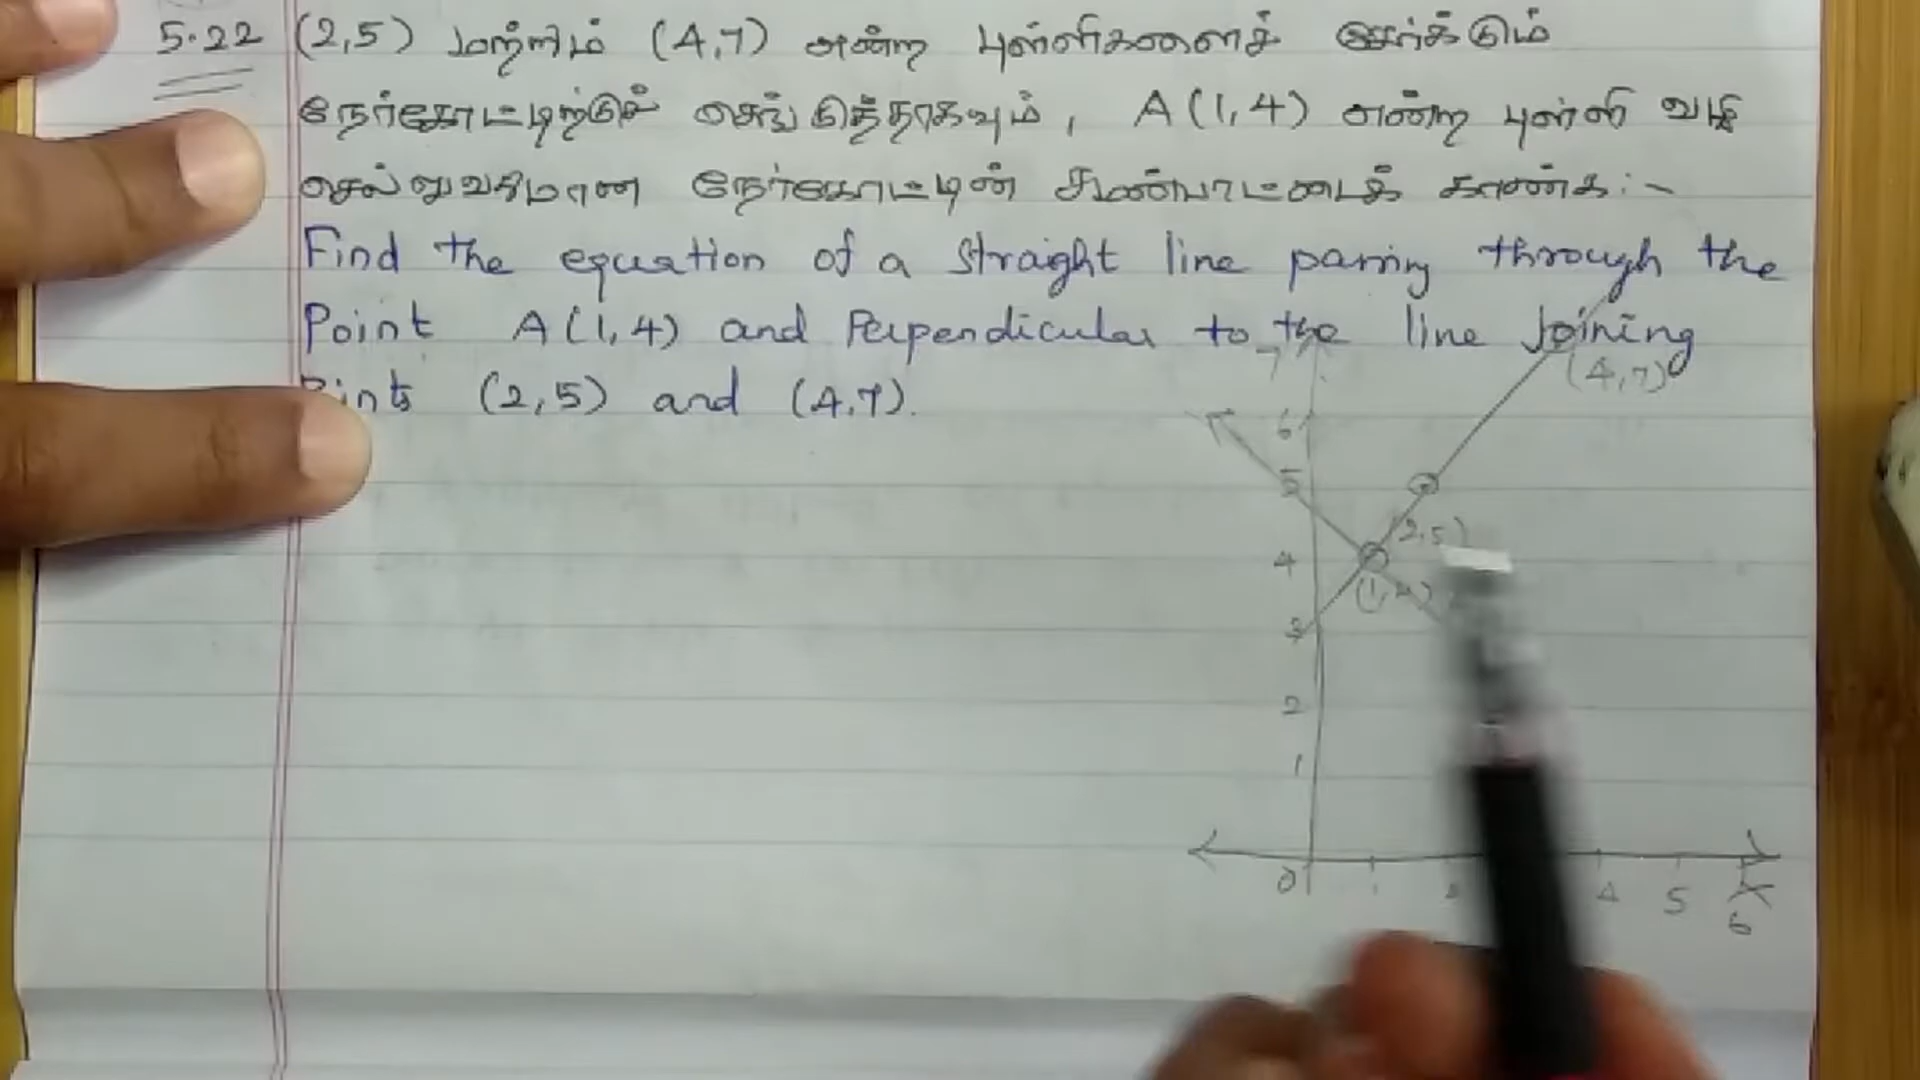 5.22 (2,5) மற்றும் (4,7) என்ற புள்ளிகளைச் சேர்க்கும்
நேர்கோட்டிற்குச் செங்குத்தாகவும், A(1,4) என்ற புள்ளி வழி
செல்லுவதுமான நேர்கோட்டின் சமன்பாட்டைக் காண்க:-
Find the equation of a straight line passing through the
Point A(1,4) and Perpendicular to the line Joining
Points (2,5) and (4,7).
7
(4,7)
6
5
(2,5)
4
(1,4)
3
2
1
0 1 2 4 5
6